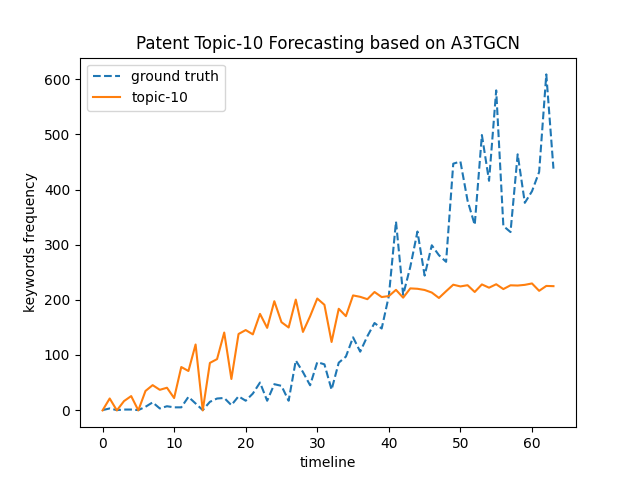 Patent Topic-10 Forecasting based on A3TGCN
ground truth
topic-10
keywords frequency
600
500
400
300
200
100
0
0 10 20 30 40 50 60
timeline